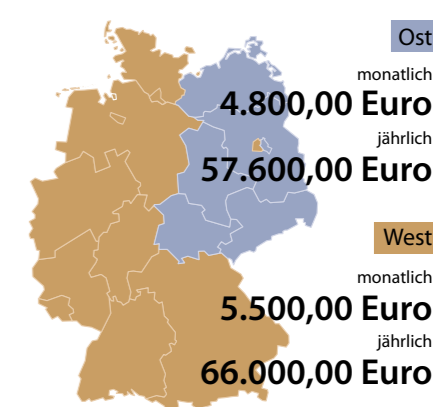 Ost
monatlich
4.800,00 Euro
jährlich
57.600,00 Euro
West
monatlich
5.500,00 Euro
jährlich
66.000,00 Euro